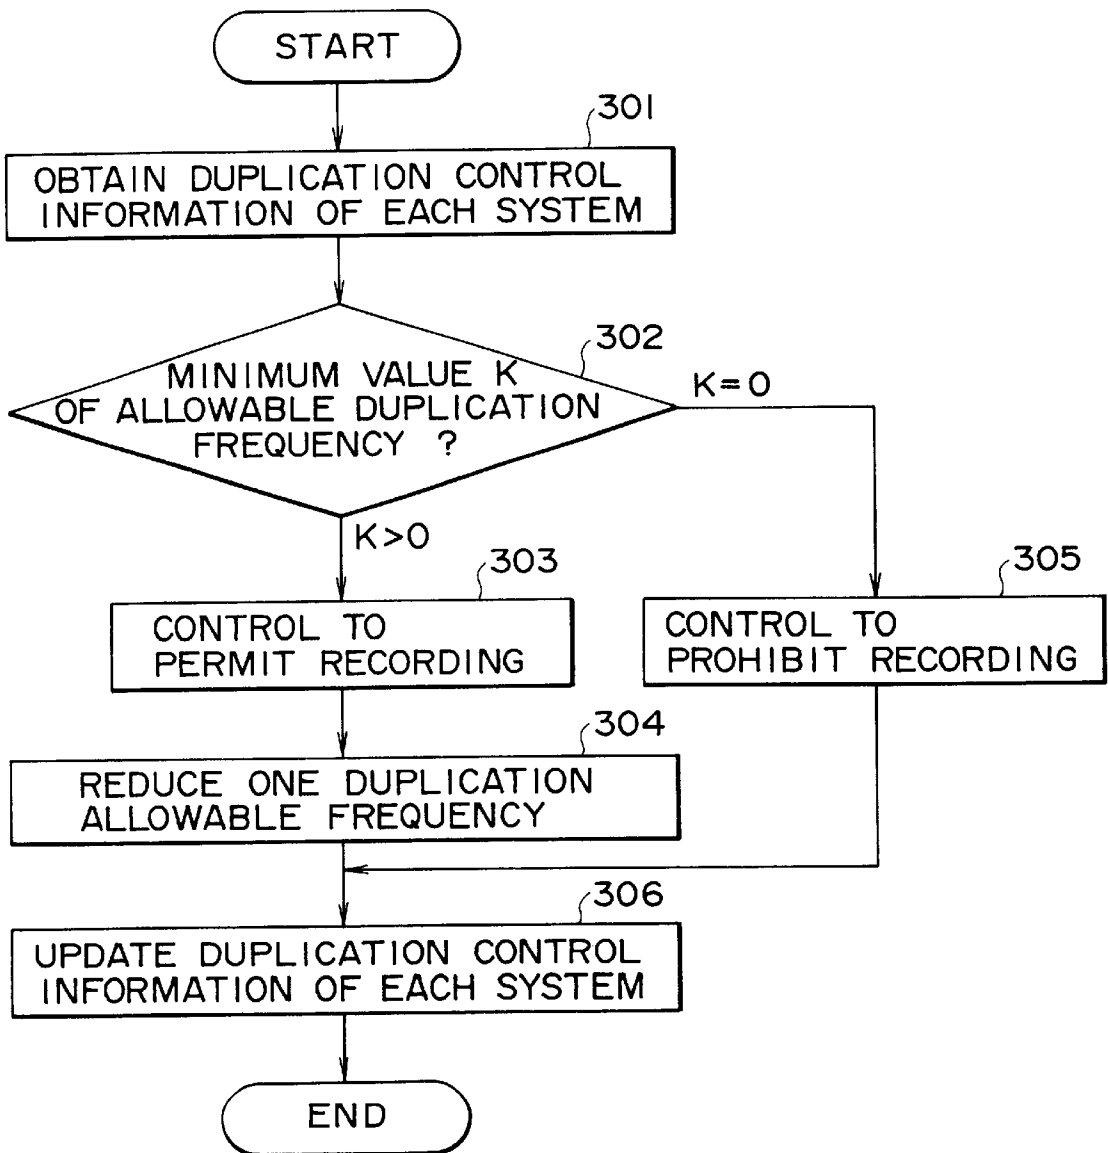 START
301
OBTAIN DUPLICATION CONTROL
INFORMATION OF EACH SYSTEM
302
MINIMUM VALUE K
OF ALLOWABLE DUPLICATION
FREQUENCY ?
K=0
K>0
303
CONTROL TO
PERMIT RECORDING
305
CONTROL TO
PROHIBIT RECORDING
304
REDUCE ONE DUPLICATION
ALLOWABLE FREQUENCY
306
UPDATE DUPLICATION CONTROL
INFORMATION OF EACH SYSTEM
END